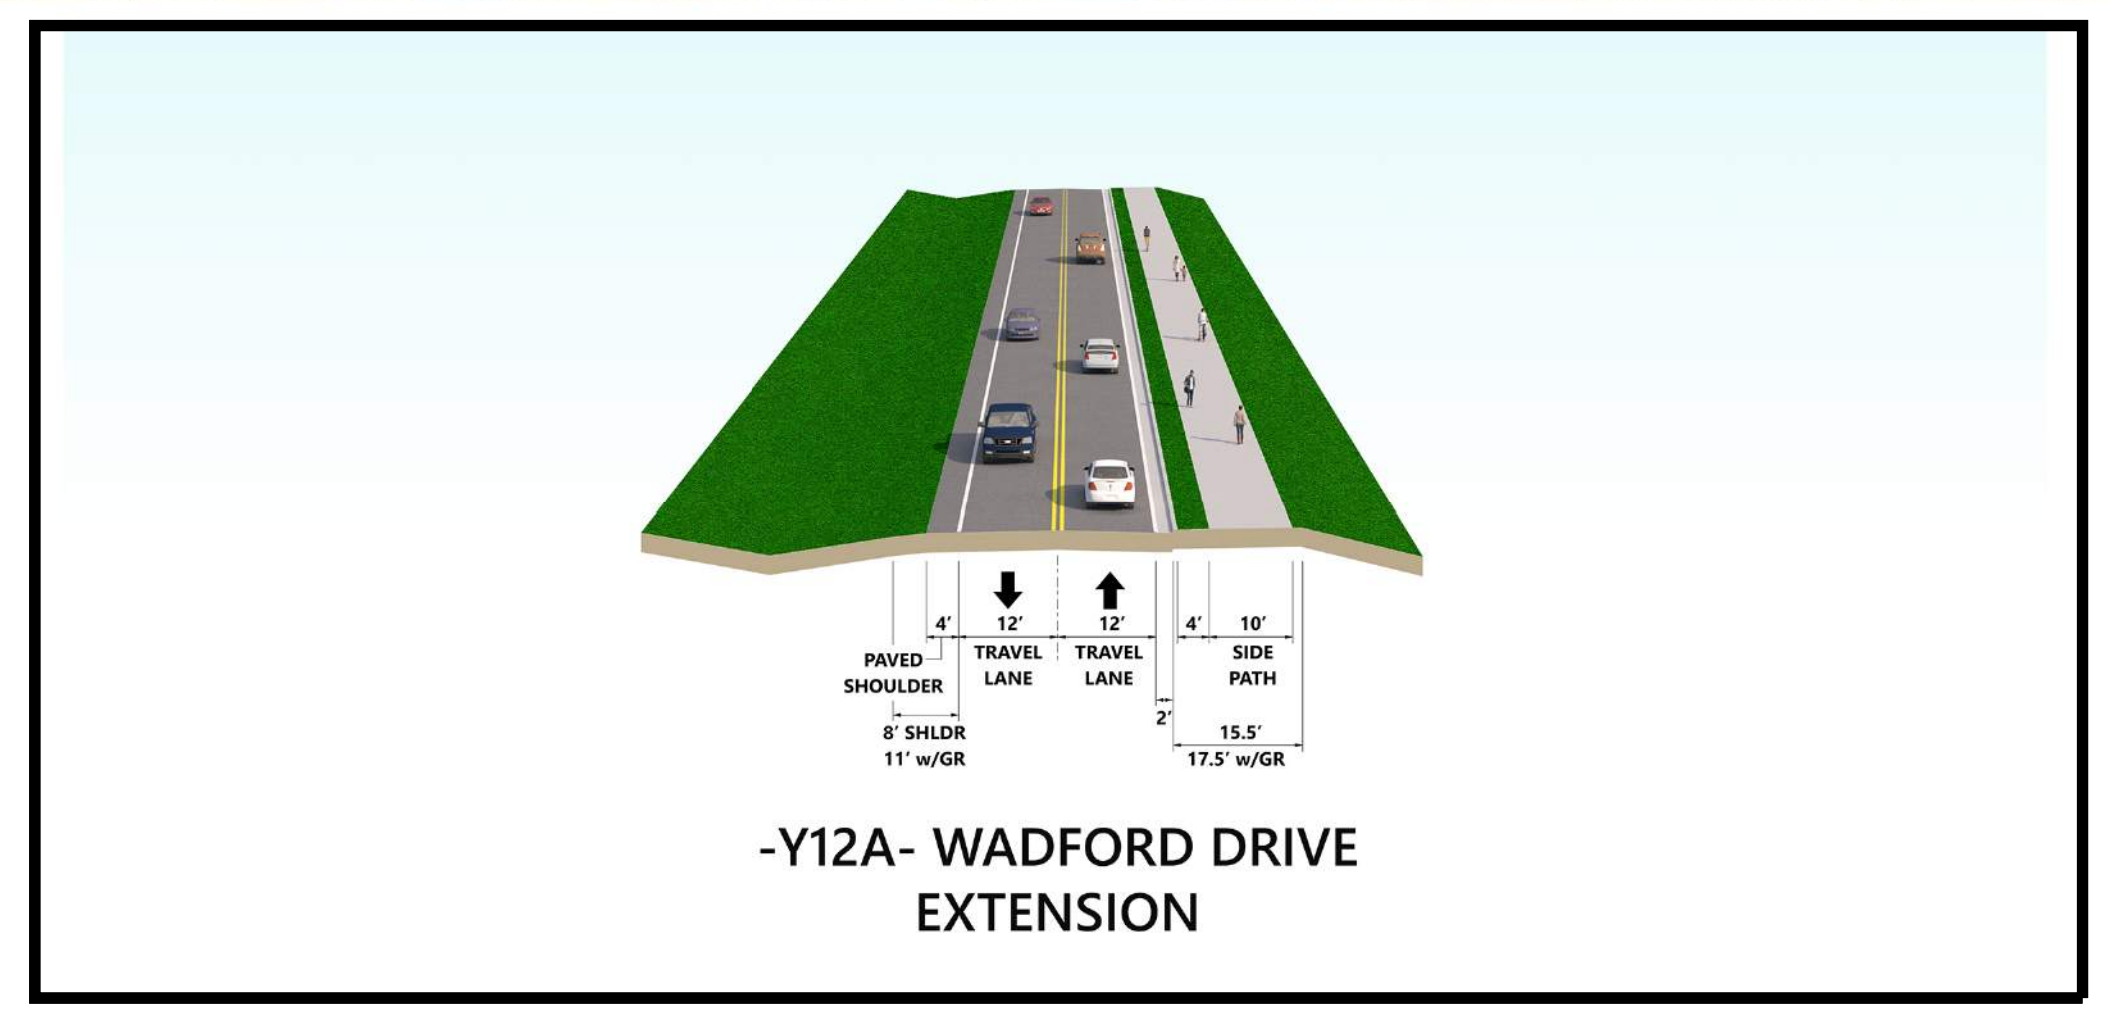 4′ 12′ 12′ 4′ 10′
PAVED SHOULDER
TRAVEL LANE
TRAVEL LANE
SIDE PATH
2′
8′ SHLDR
11′ w/GR
15.5′
17.5′ w/GR
-Y12A- WADFORD DRIVE
EXTENSION